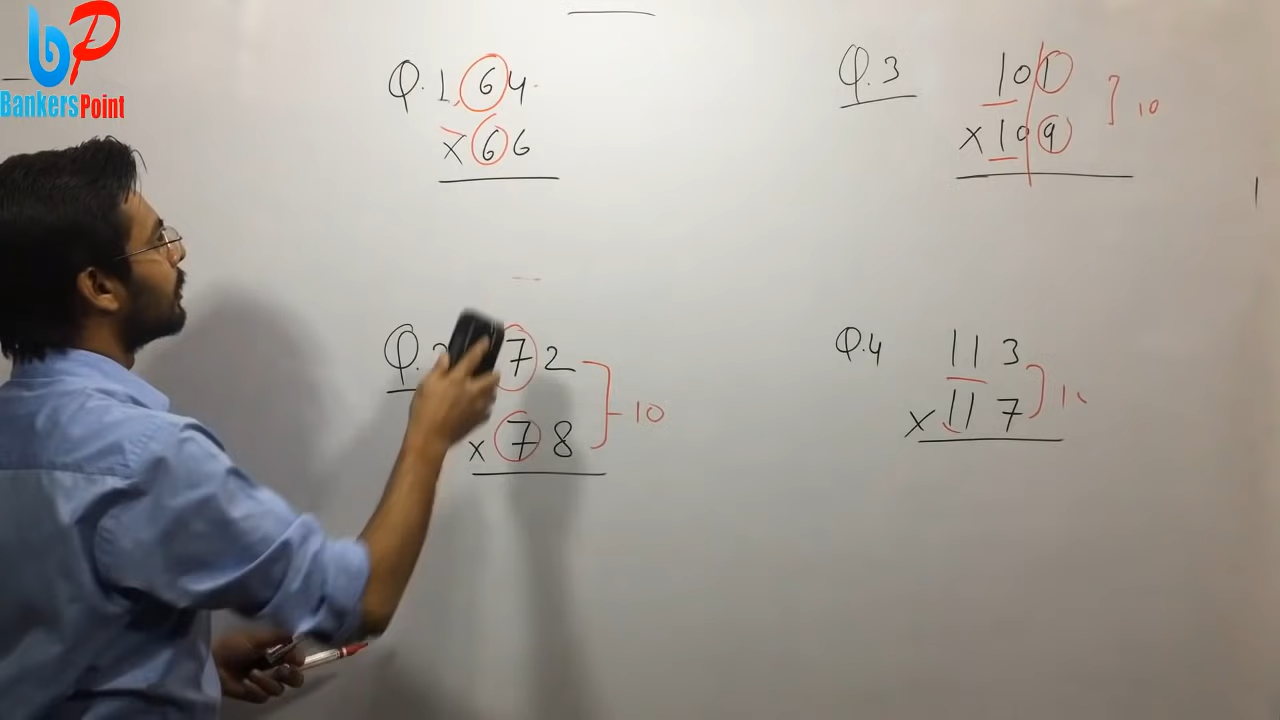 BankersPoint
Q.1 64
× 66
Q.2 72
× 78
10
Q.3 101
× 109
10
Q.4 113
× 117